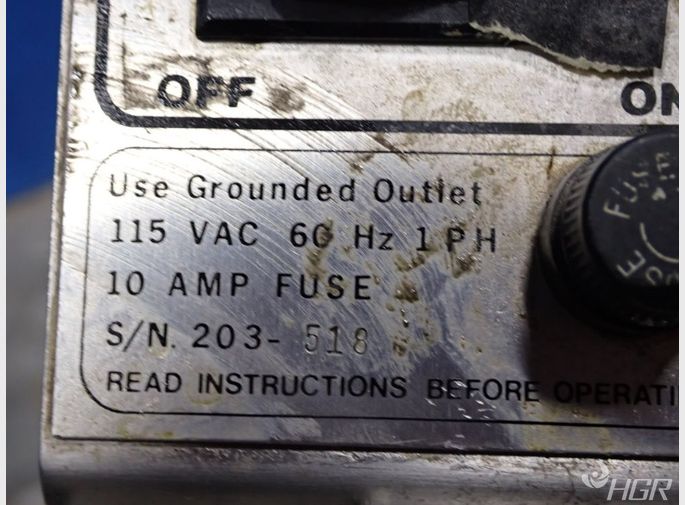 OFF ON
Use Grounded Outlet
115 VAC 60 Hz 1 PH
10 AMP FUSE
S/N. 203-518
READ INSTRUCTIONS BEFORE OPERATI
FUSE
FUSE
HGR